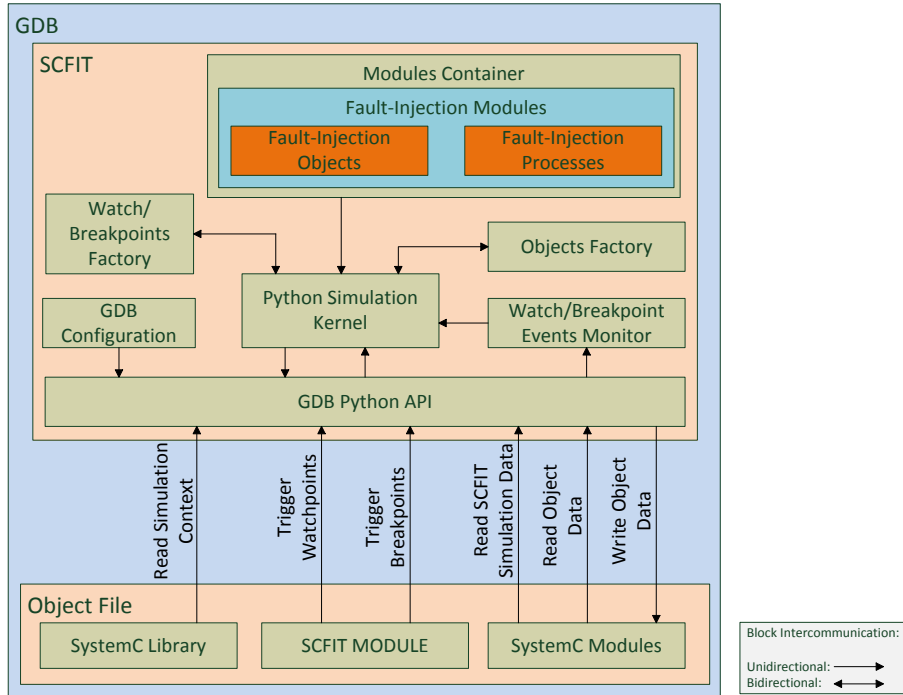 GDB
SCFIT
Modules Container
Fault-Injection Modules
Fault-Injection
Objects
Fault-Injection
Processes
Watch/
Breakpoints
Factory
Objects Factory
Python Simulation
Kernel
GDB
Configuration
Watch/Breakpoint
Events Monitor
GDB Python API
Read Simulation
Context
Trigger
Watchpoints
Trigger
Breakpoints
Read SCFIT
Simulation Data
Read Object
Data
Write Object
Data
Object File
SystemC Library
SCFIT MODULE
SystemC Modules
Block Intercommunication:
Unidirectional:
Bidirectional: